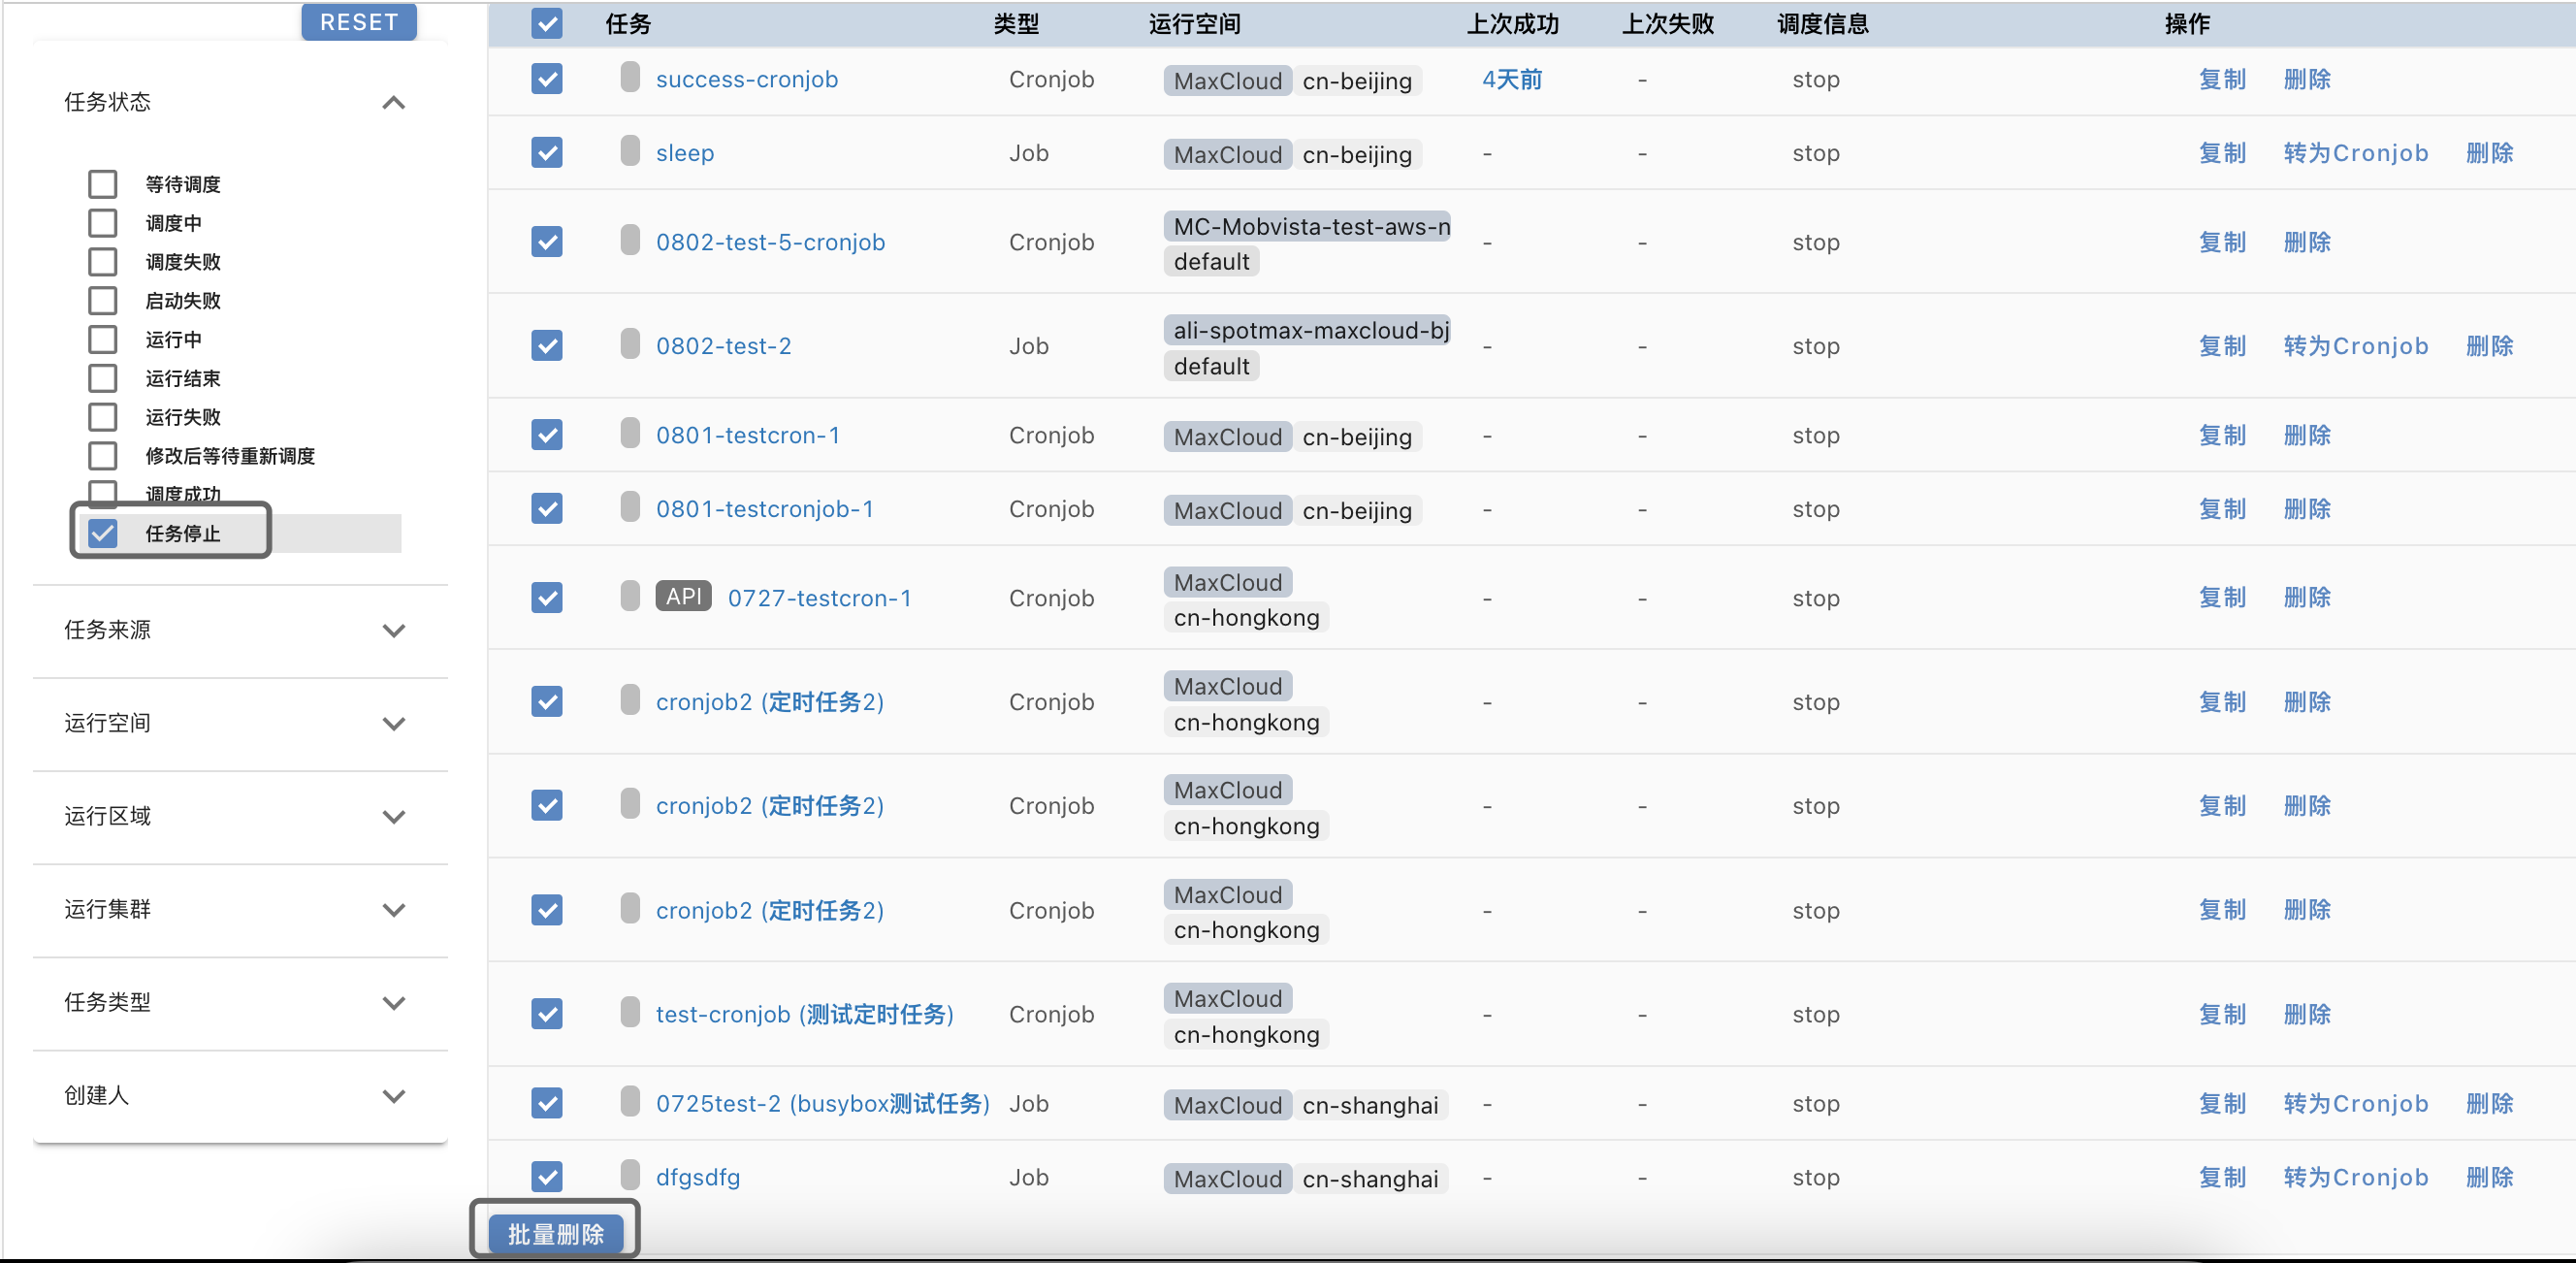 RESET
任务状态
等待调度
调度中
调度失败
启动失败
运行中
运行结束
运行失败
修改后等待重新调度
调度成功
任务停止
任务来源
运行空间
运行区域
运行集群
任务类型
创建人
任务 类型 运行空间 上次成功 上次失败 调度信息 操作
success-cronjob Cronjob MaxCloud cn-beijing 4天前 - stop 复制 删除
sleep Job MaxCloud cn-beijing - - stop 复制 转为Cronjob 删除
0802-test-5-cronjob Cronjob MC-Mobvista-test-aws-n - - stop 复制 删除
default
0802-test-2 Job ali-spotmax-maxcloud-bj - - stop 复制 转为Cronjob 删除
default
0801-testcron-1 Cronjob MaxCloud cn-beijing - - stop 复制 删除
0801-testcronjob-1 Cronjob MaxCloud cn-beijing - - stop 复制 删除
API 0727-testcron-1 Cronjob MaxCloud - - stop 复制 删除
cn-hongkong
cronjob2 (定时任务2) Cronjob MaxCloud - - stop 复制 删除
cn-hongkong
cronjob2 (定时任务2) Cronjob MaxCloud - - stop 复制 删除
cn-hongkong
cronjob2 (定时任务2) Cronjob MaxCloud - - stop 复制 删除
cn-hongkong
test-cronjob (测试定时任务) Cronjob MaxCloud - - stop 复制 删除
cn-hongkong
0725test-2 (busybox测试任务) Job MaxCloud cn-shanghai - - stop 复制 转为Cronjob 删除
dfgsdfg Job MaxCloud cn-shanghai - - stop 复制 转为Cronjob 删除
批量删除